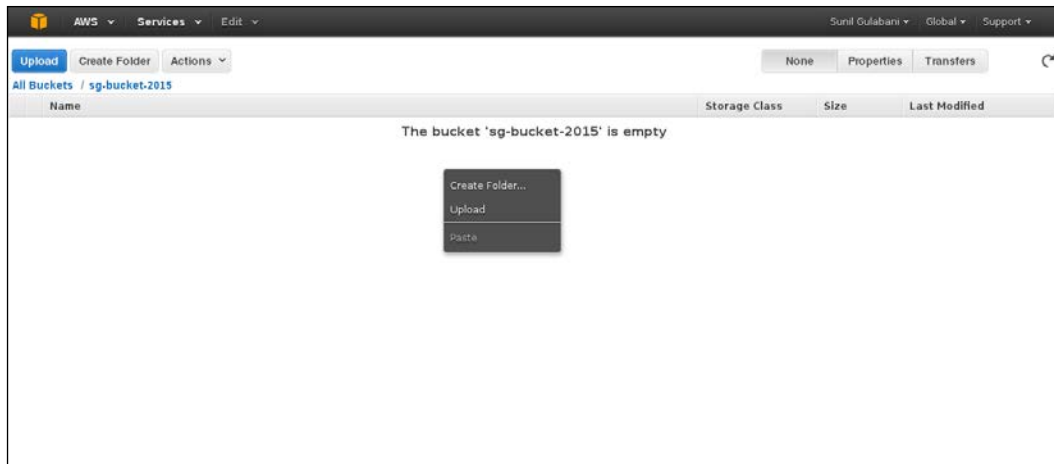 AWS Services Edit Sunil Gulabani Global Support
Upload Create Folder Actions None Properties Transfers
All Buckets / sg-bucket-2015
Name Storage Class Size Last Modified
The bucket 'sg-bucket-2015' is empty
Create Folder...
Upload
Paste